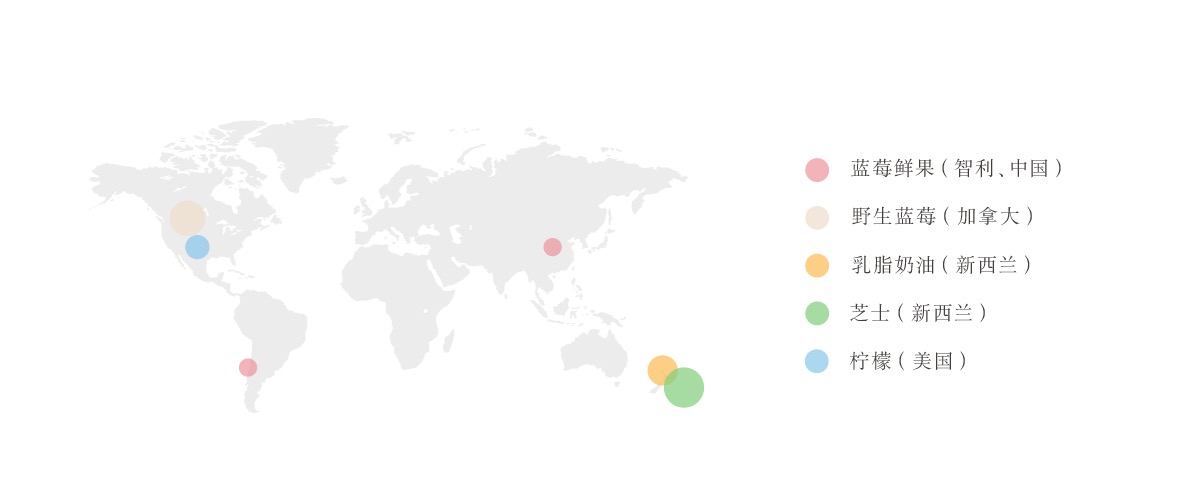 蓝莓鲜果（智利、中国）
野生蓝莓（加拿大）
乳脂奶油（新西兰）
芝士（新西兰）
柠檬（美国）